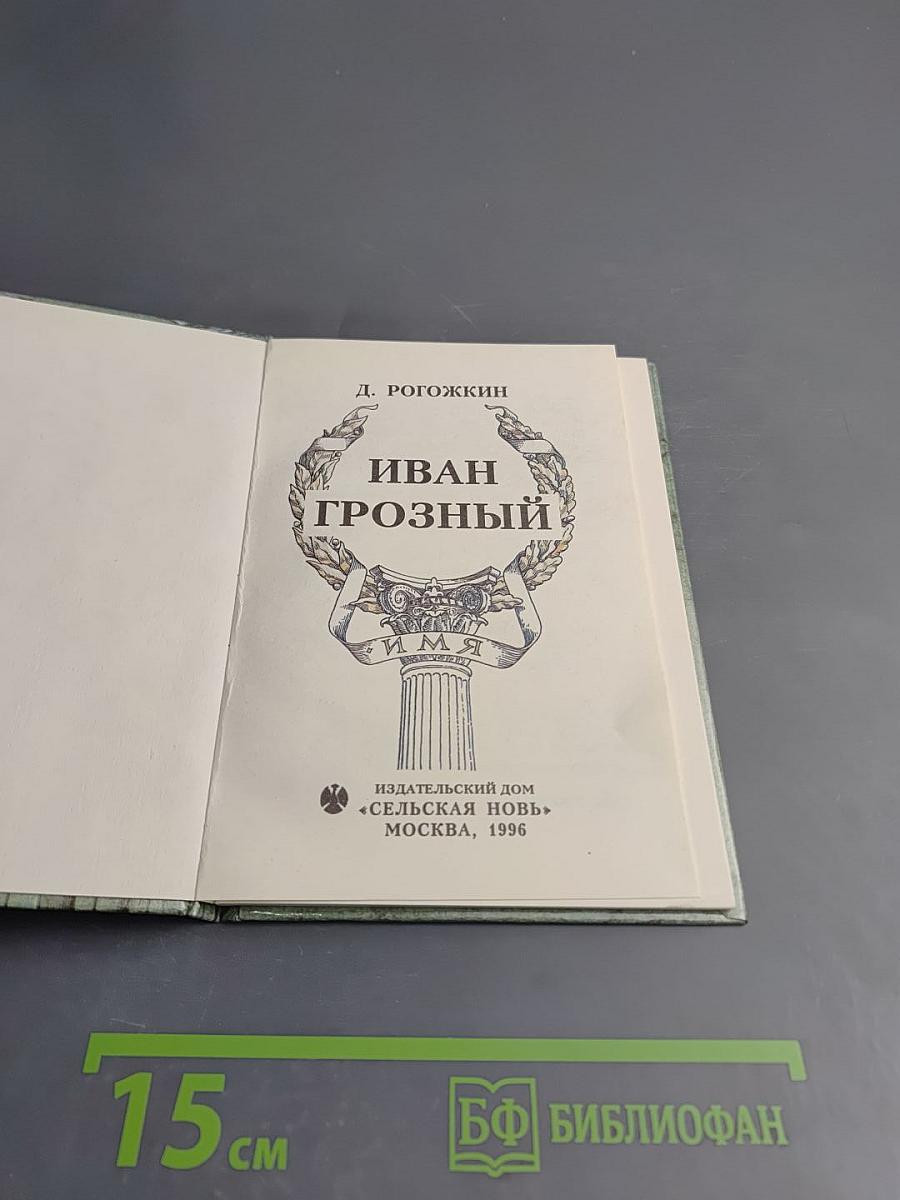 Д. РОГОЖКИН
ИВАН
ГРОЗНЫЙ
ИМЯ
ИЗДАТЕЛЬСКИЙ ДОМ
«СЕЛЬСКАЯ НОВЬ»
МОСКВА, 1996
15 см
БФ БИБЛИОФАН